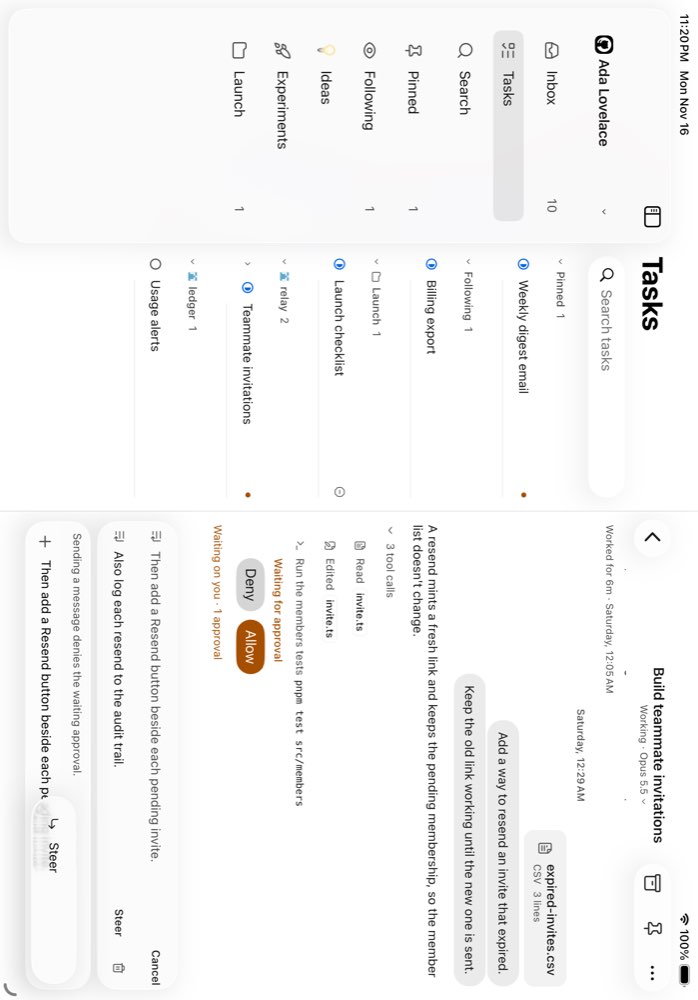 11:20 PM Mon Nov 16
100%
Ada Lovelace
Inbox 10
Tasks
Search
Pinned 1
Following 1
Ideas
Experiments
Launch 1
Tasks
Search tasks
Pinned 1
Weekly digest email
Following 1
Billing export
Launch 1
Launch checklist
relay 2
Teammate invitations
ledger 1
Usage alerts
Build teammate invitations
Working · Opus 5.5
Worked for 6m · Saturday, 12:05 AM
Saturday, 12:29 AM
expired-invites.csv
CSV 3 lines
Add a way to resend an invite that expired.
Keep the old link working until the new one is sent.
A resend mints a fresh link and keeps the pending membership, so the member
list doesn't change.
3 tool calls
Read invite.ts
Edited invite.ts
Run the members tests pnpm test src/members
Waiting for approval
Deny Allow
Waiting on you · 1 approval
Then add a Resend button beside each pending invite. Cancel
Also log each resend to the audit trail. Steer
Sending a message denies the waiting approval.
Then add a Resend button beside each pe
Steer